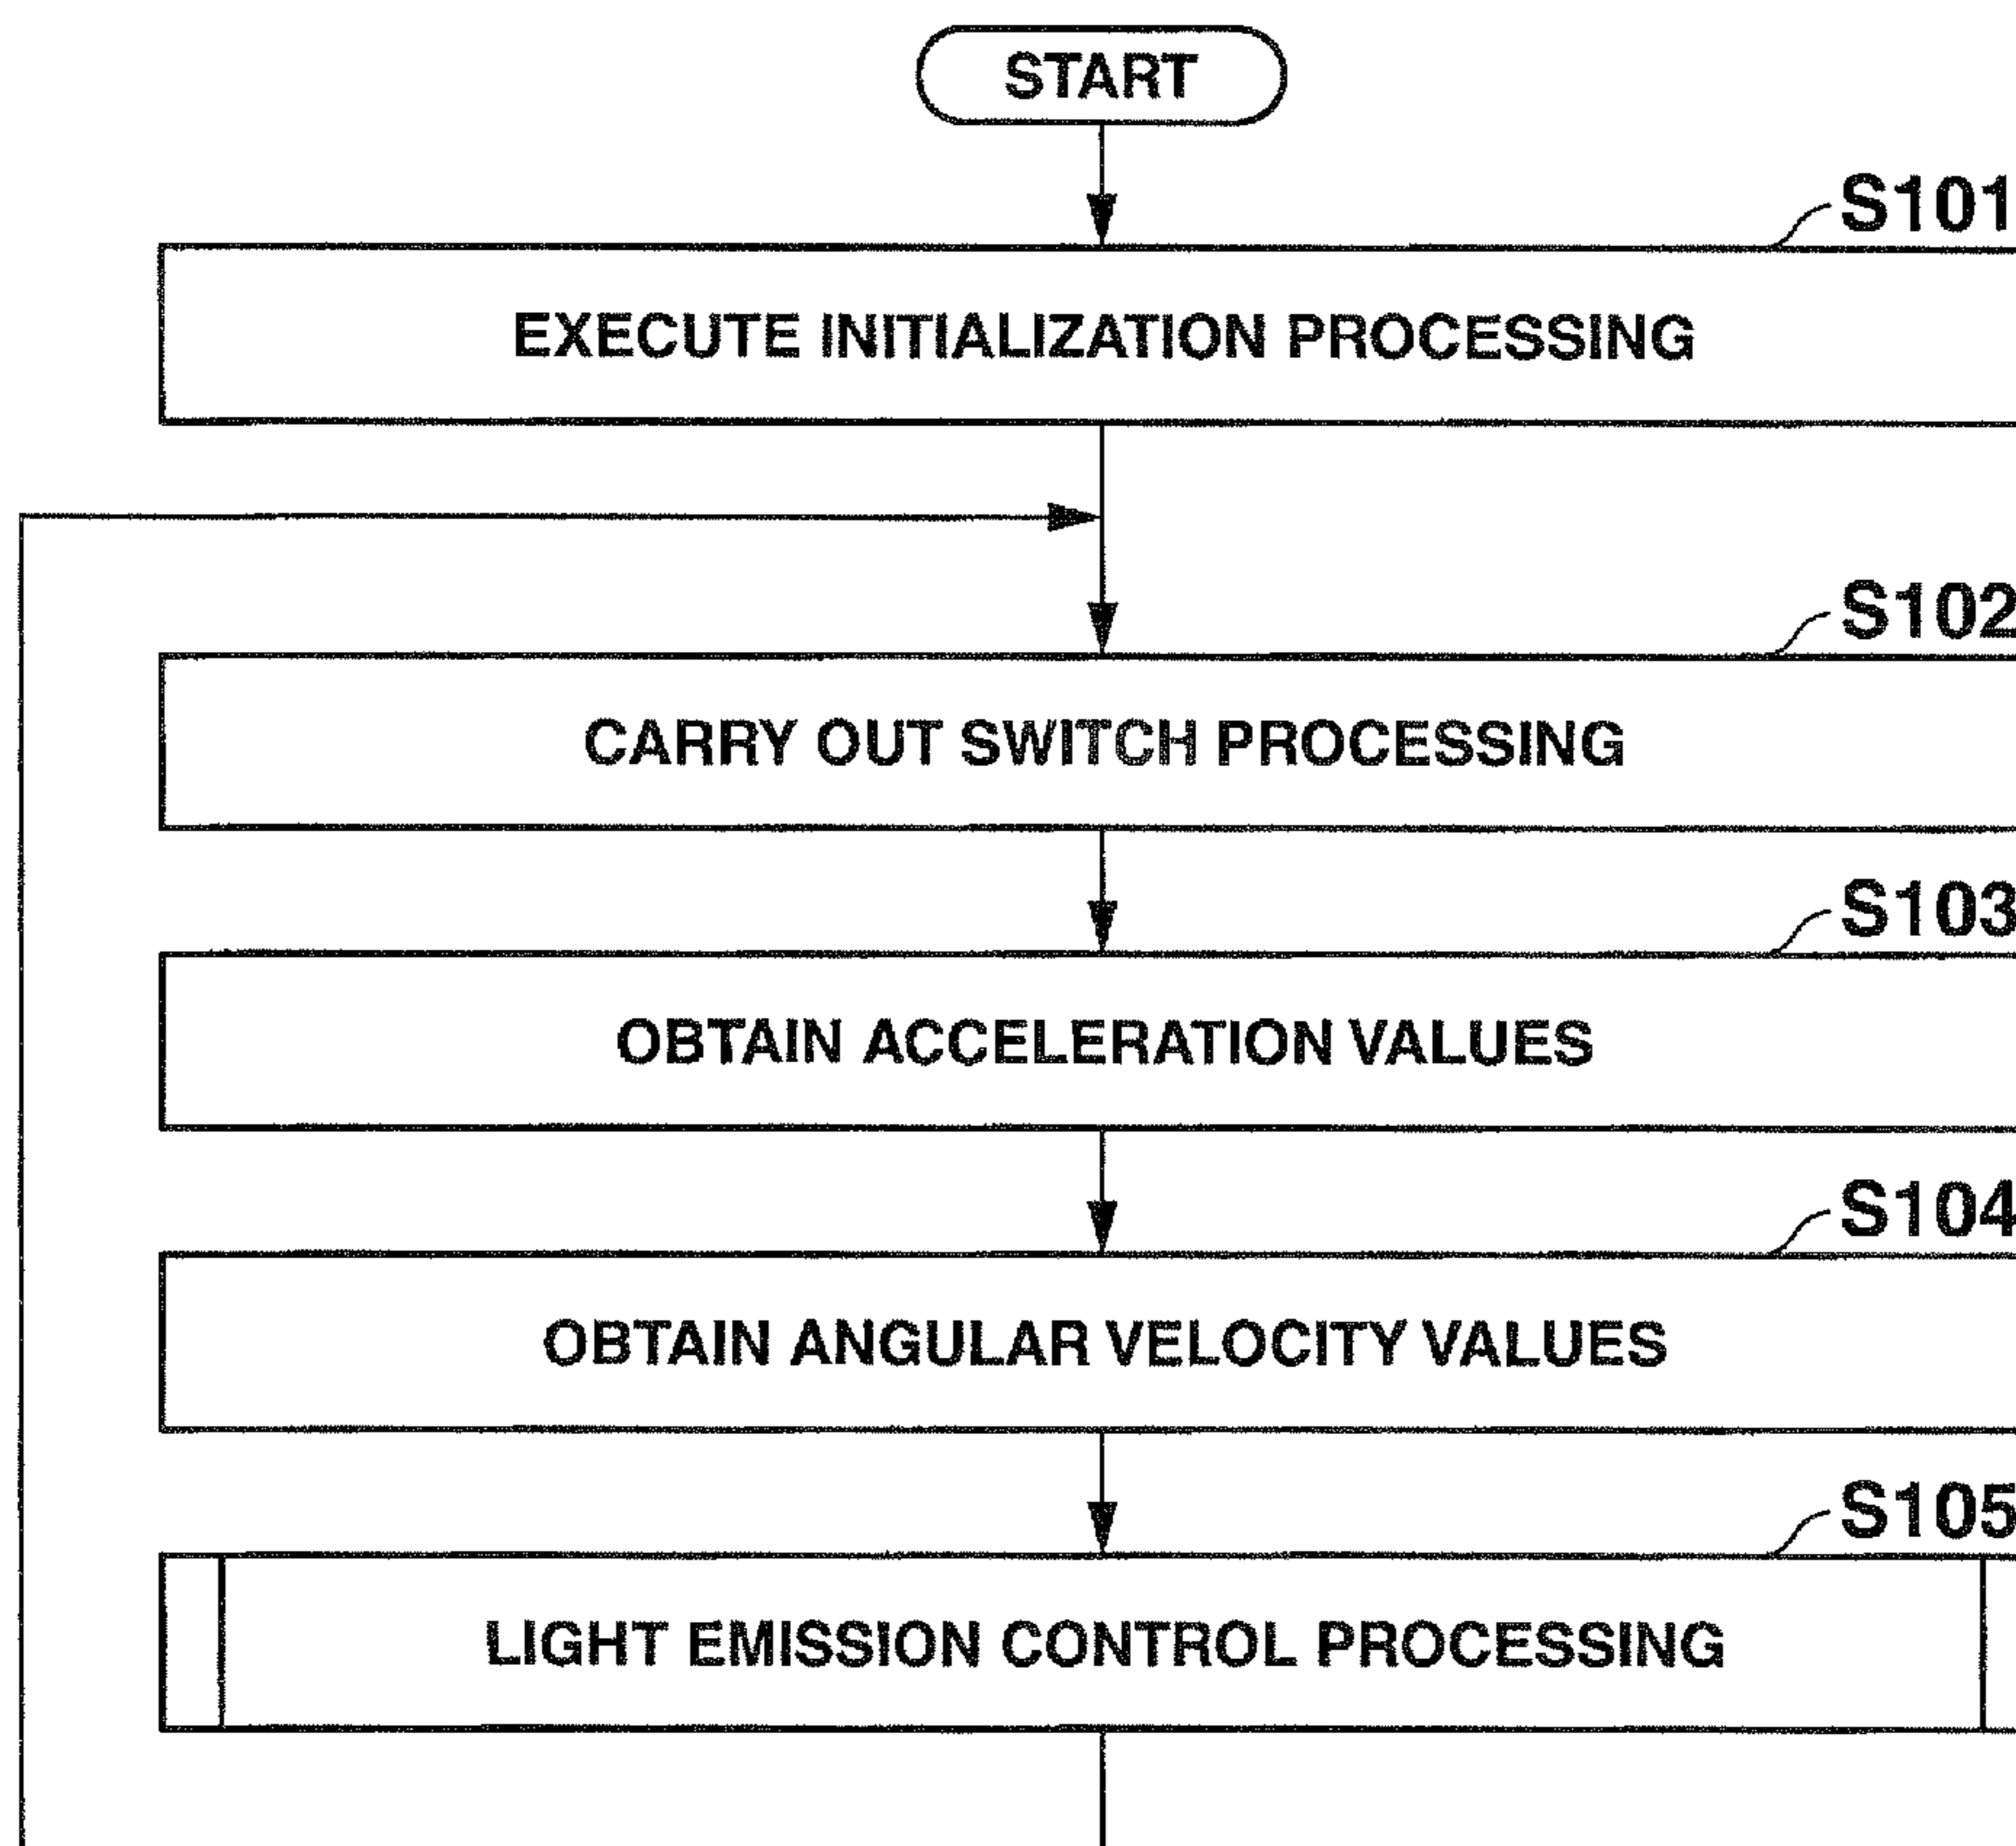 START
S101
EXECUTE INITIALIZATION PROCESSING
S102
CARRY OUT SWITCH PROCESSING
S103
OBTAIN ACCELERATION VALUES
S104
OBTAIN ANGULAR VELOCITY VALUES
S105
LIGHT EMISSION CONTROL PROCESSING